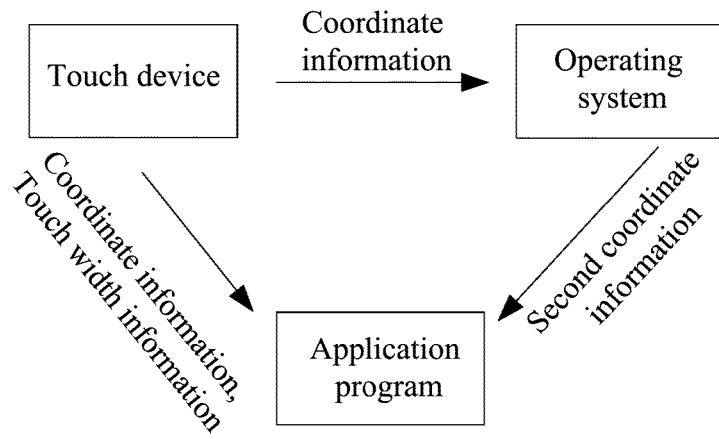 Coordinate
information
Touch device
Operating
system
Coordinate information,
Touch width information
Second coordinate
information
Application
program